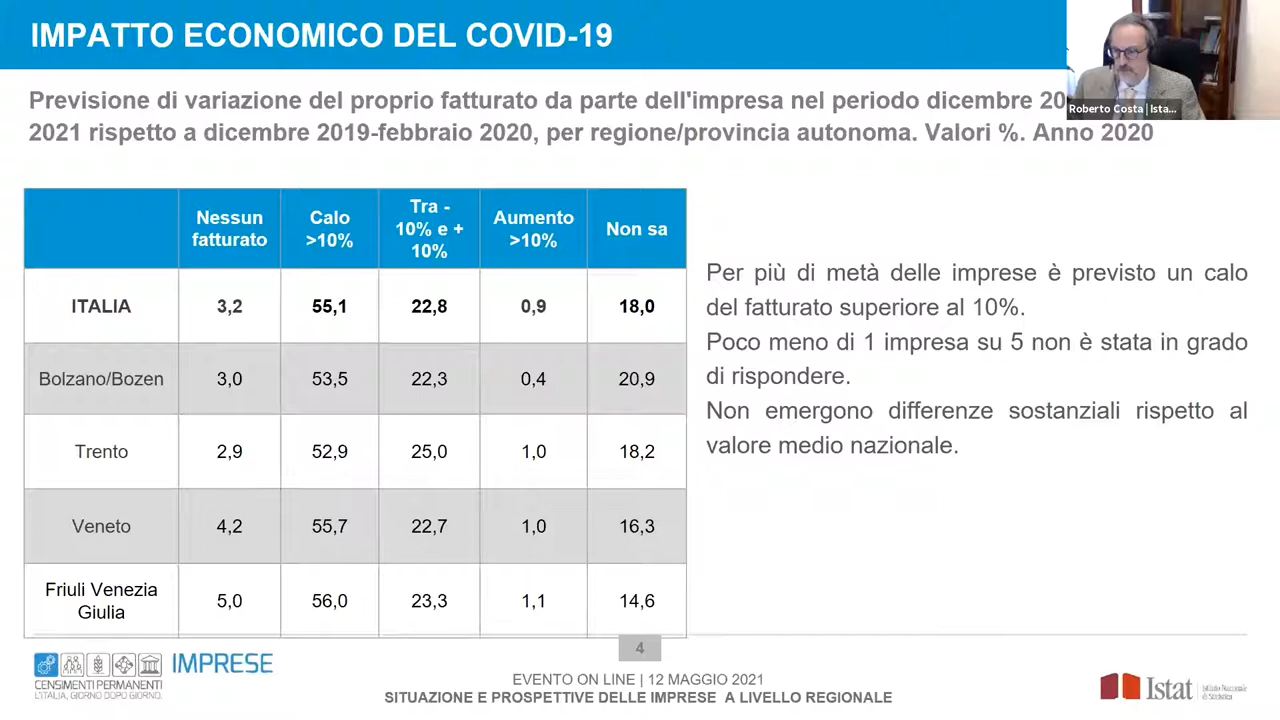 IMPATTO ECONOMICO DEL COVID-19
Roberto Costa | Ista...
Previsione di variazione del proprio fatturato da parte dell'impresa nel periodo dicembre 20
2021 rispetto a dicembre 2019-febbraio 2020, per regione/provincia autonoma. Valori %. Anno 2020
Nessun fatturato Calo >10% Tra - 10% e + 10% Aumento >10% Non sa
ITALIA 3,2 55,1 22,8 0,9 18,0
Bolzano/Bozen 3,0 53,5 22,3 0,4 20,9
Trento 2,9 52,9 25,0 1,0 18,2
Veneto 4,2 55,7 22,7 1,0 16,3
Friuli Venezia Giulia 5,0 56,0 23,3 1,1 14,6
Per più di metà delle imprese è previsto un calo
del fatturato superiore al 10%.
Poco meno di 1 impresa su 5 non è stata in grado
di rispondere.
Non emergono differenze sostanziali rispetto al
valore medio nazionale.
4
IMPRESE
CENSIMENTI PERMANENTI
L'ITALIA, GIORNO DOPO GIORNO.
EVENTO ON LINE | 12 MAGGIO 2021
SITUAZIONE E PROSPETTIVE DELLE IMPRESE A LIVELLO REGIONALE
Istat
Istituto Nazionale
di Statistica